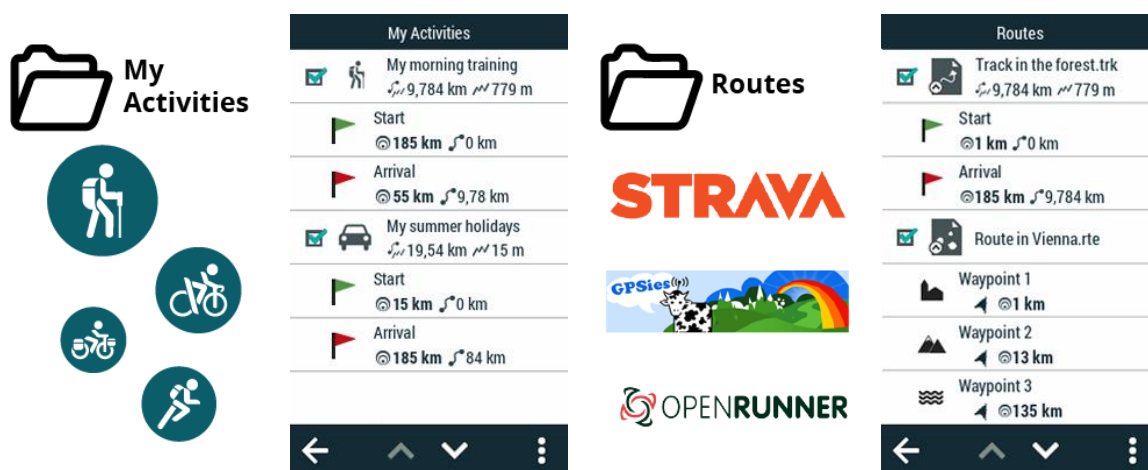 My
Activities
My Activities
My morning training
9,784 km 779 m
Start
185 km 0 km
Arrival
55 km 9,78 km
My summer holidays
19,54 km 15 m
Start
15 km 0 km
Arrival
185 km 84 km
Routes
STRAVA
GPSies
OPENRUNNER
Routes
Track in the forest.trk
9,784 km 779 m
Start
1 km 0 km
Arrival
185 km 9,784 km
Route in Vienna.rte
Waypoint 1
1 km
Waypoint 2
13 km
Waypoint 3
135 km